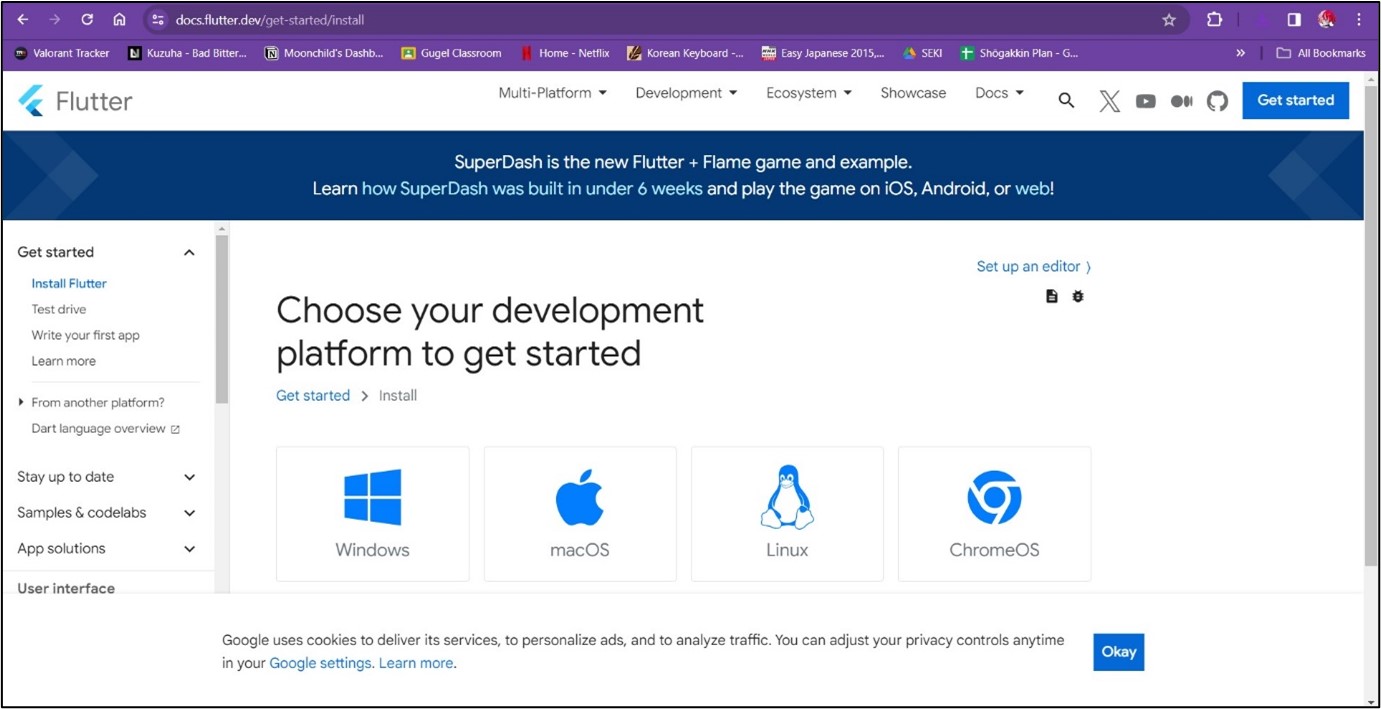 docs.flutter.dev/get-started/install
Valorant Tracker Kuzuha - Bad Bitter... Moonchild's Dashb... Gugel Classroom Home - Netflix Korean Keyboard -... Easy Japanese 2015,... SEKI Shōgakkin Plan - G... » All Bookmarks
Flutter Multi-Platform Development Ecosystem Showcase Docs Get started
SuperDash is the new Flutter + Flame game and example.
Learn how SuperDash was built in under 6 weeks and play the game on iOS, Android, or web!
Get started
Install Flutter
Test drive
Write your first app
Learn more
From another platform?
Dart language overview
Stay up to date
Samples & codelabs
App solutions
User interface
Set up an editor
Choose your development
platform to get started
Get started > Install
Windows macOS Linux ChromeOS
Google uses cookies to deliver its services, to personalize ads, and to analyze traffic. You can adjust your privacy controls anytime
in your Google settings. Learn more.
Okay